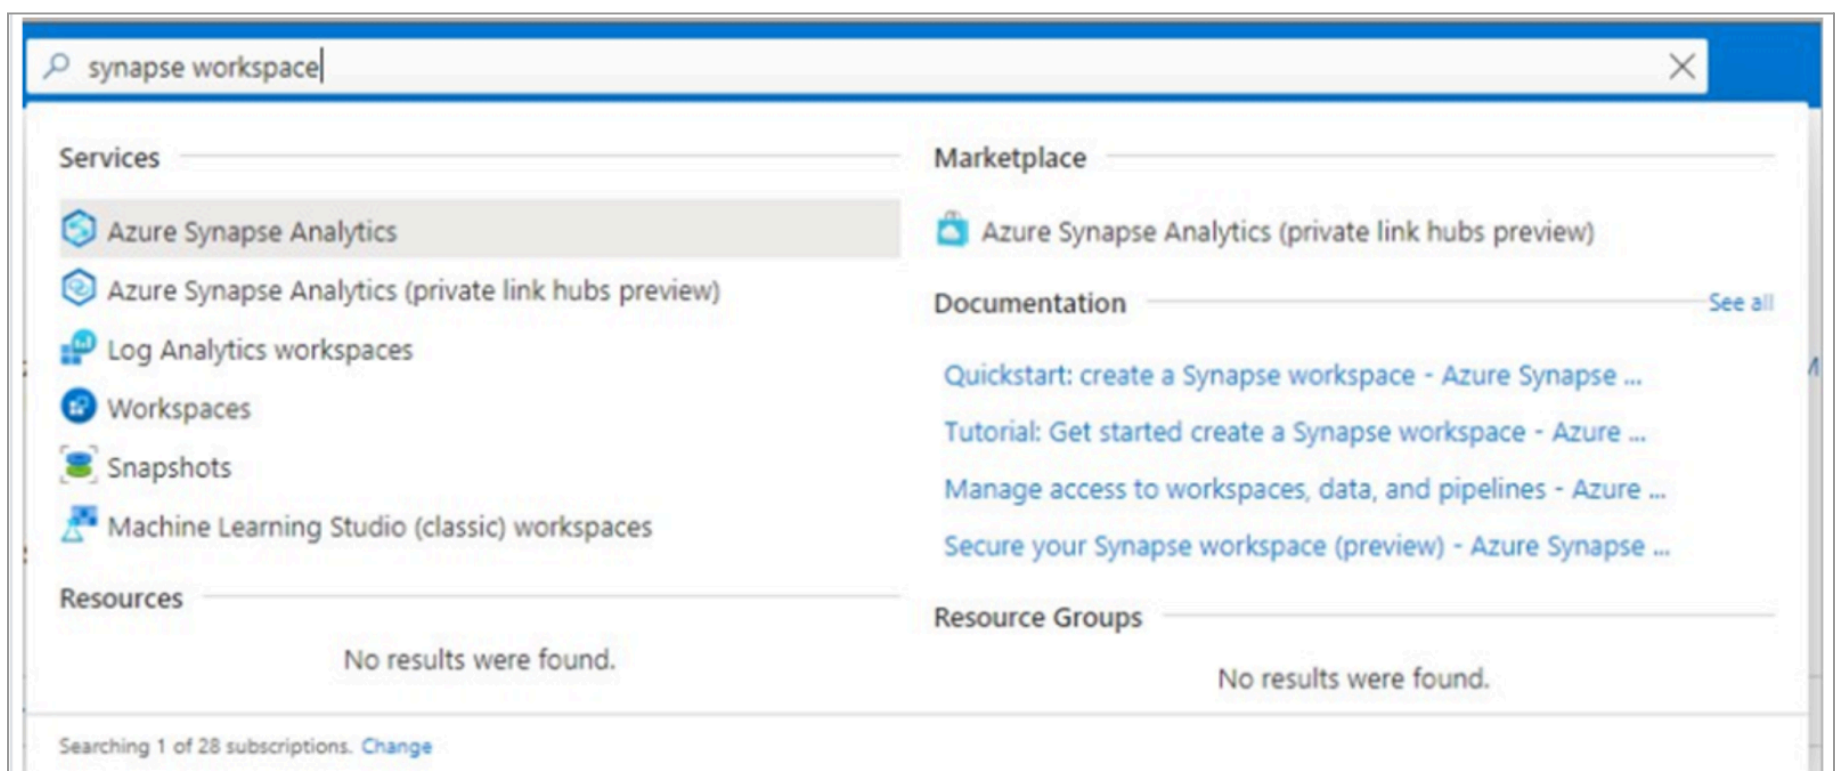 synapse workspace
Services
Azure Synapse Analytics
Azure Synapse Analytics (private link hubs preview)
Log Analytics workspaces
Workspaces
Snapshots
Machine Learning Studio (classic) workspaces
Resources
No results were found.
Marketplace
Azure Synapse Analytics (private link hubs preview)
Documentation
See all
Quickstart: create a Synapse workspace - Azure Synapse ...
Tutorial: Get started create a Synapse workspace - Azure ...
Manage access to workspaces, data, and pipelines - Azure ...
Secure your Synapse workspace (preview) - Azure Synapse ...
Resource Groups
No results were found.
Searching 1 of 28 subscriptions. Change